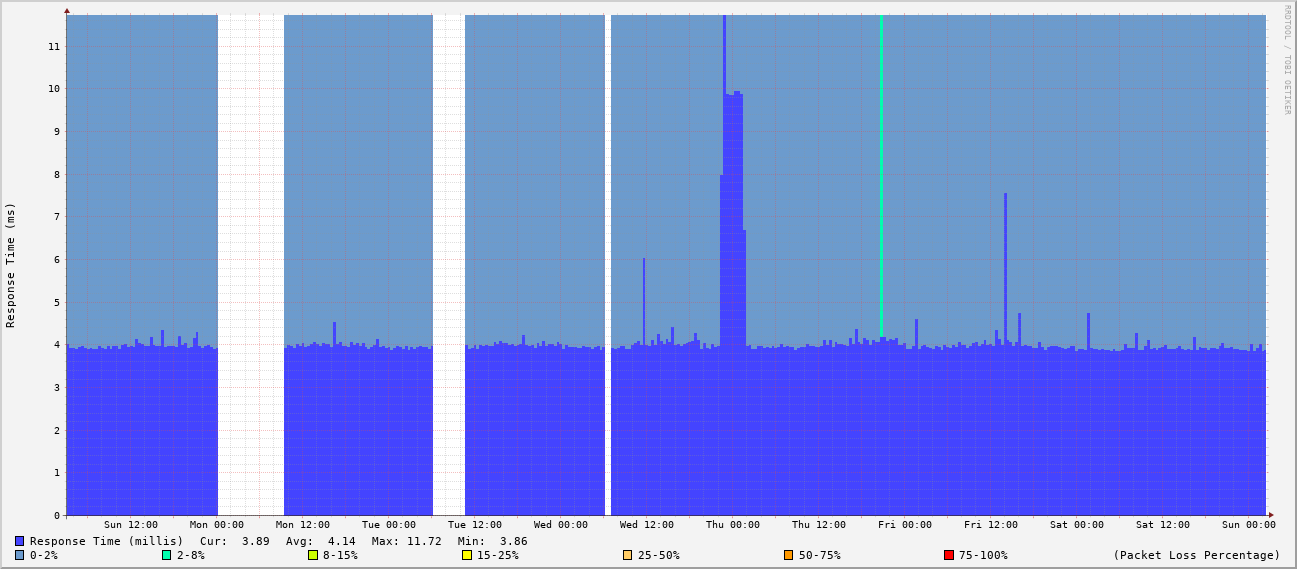 RRDTOOL / TOBI OETIKER
Response Time (ms)
11
10
9
8
7
6
5
4
3
2
1
0
Sun 12:00 Mon 00:00 Mon 12:00 Tue 00:00 Tue 12:00 Wed 00:00 Wed 12:00 Thu 00:00 Thu 12:00 Fri 00:00 Fri 12:00 Sat 00:00 Sat 12:00 Sun 00:00
Response Time (millis) Cur: 3.89 Avg: 4.14 Max: 11.72 Min: 3.86
0-2% 2-8% 8-15% 15-25% 25-50% 50-75% 75-100% (Packet Loss Percentage)